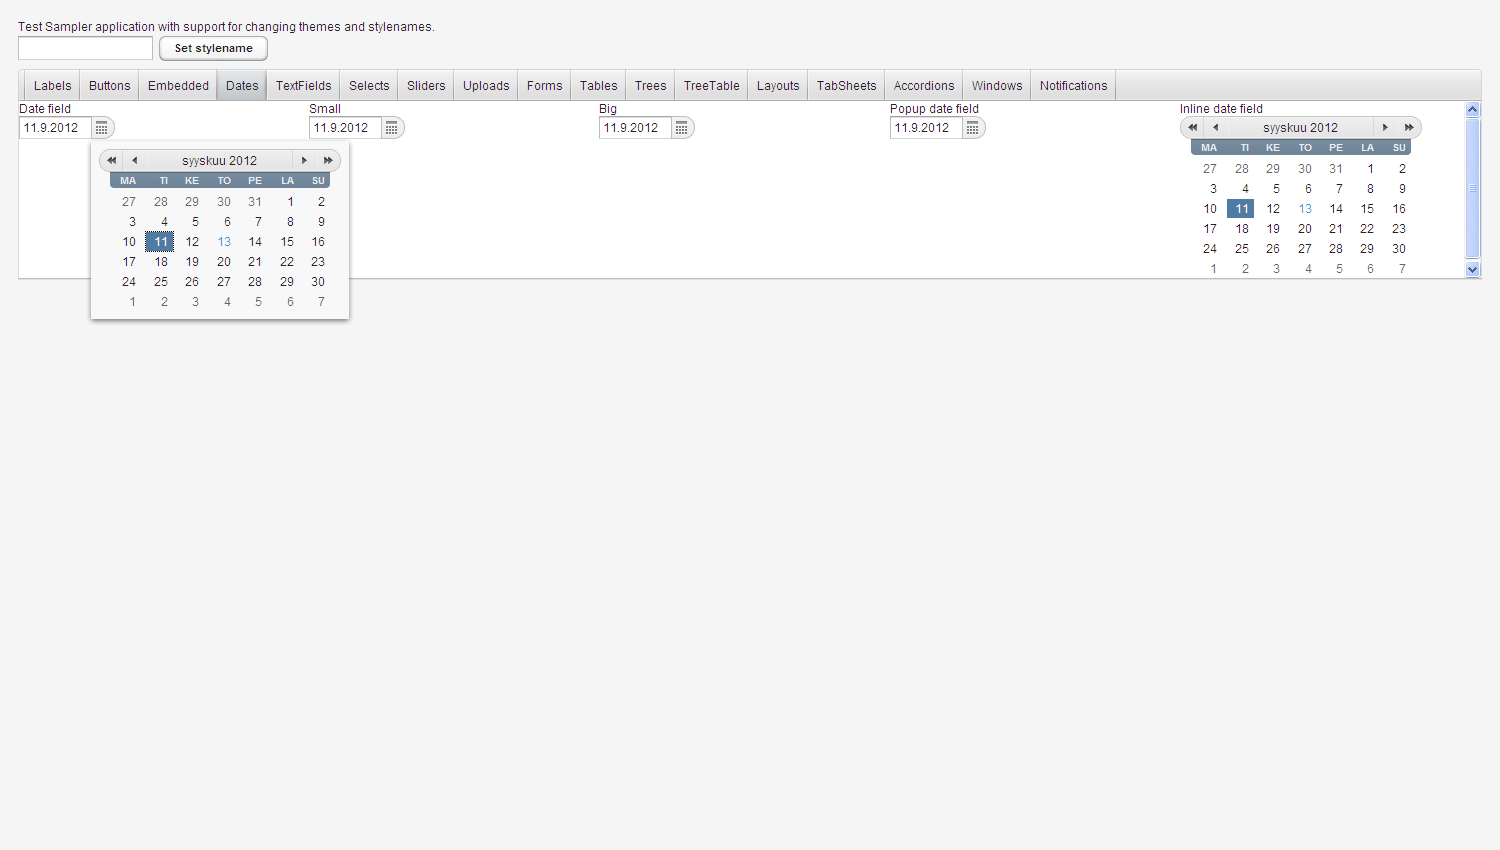 Test Sampler application with support for changing themes and stylenames.
Set stylename
Labels Buttons Embedded Dates TextFields Selects Sliders Uploads Forms Tables Trees TreeTable Layouts TabSheets Accordions Windows Notifications
Date field Small Big Popup date field Inline date field
11.9.2012 11.9.2012 11.9.2012 11.9.2012
syyskuu 2012
MA TI KE TO PE LA SU
27 28 29 30 31 1 2
3 4 5 6 7 8 9
10 11 12 13 14 15 16
17 18 19 20 21 22 23
24 25 26 27 28 29 30
1 2 3 4 5 6 7
syyskuu 2012
MA TI KE TO PE LA SU
27 28 29 30 31 1 2
3 4 5 6 7 8 9
10 11 12 13 14 15 16
17 18 19 20 21 22 23
24 25 26 27 28 29 30
1 2 3 4 5 6 7